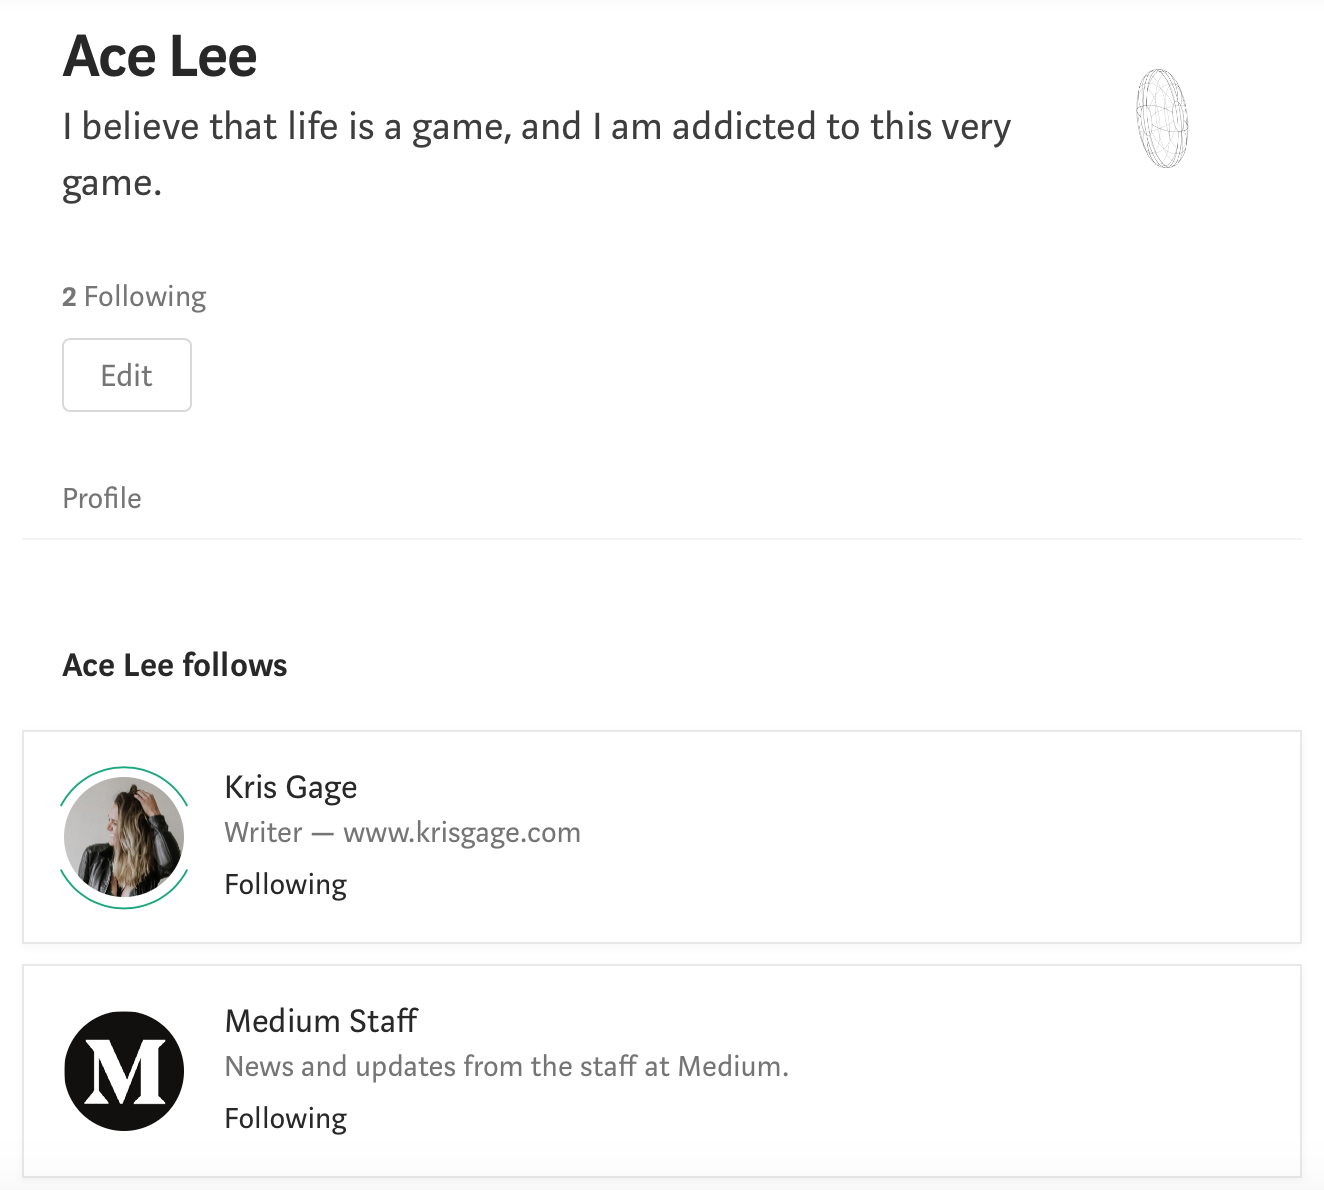 Ace Lee
I believe that life is a game, and I am addicted to this very
game.
2 Following
Edit
Profile
Ace Lee follows
Kris Gage
Writer — www.krisgage.com
Following
M
Medium Staff
News and updates from the staff at Medium.
Following